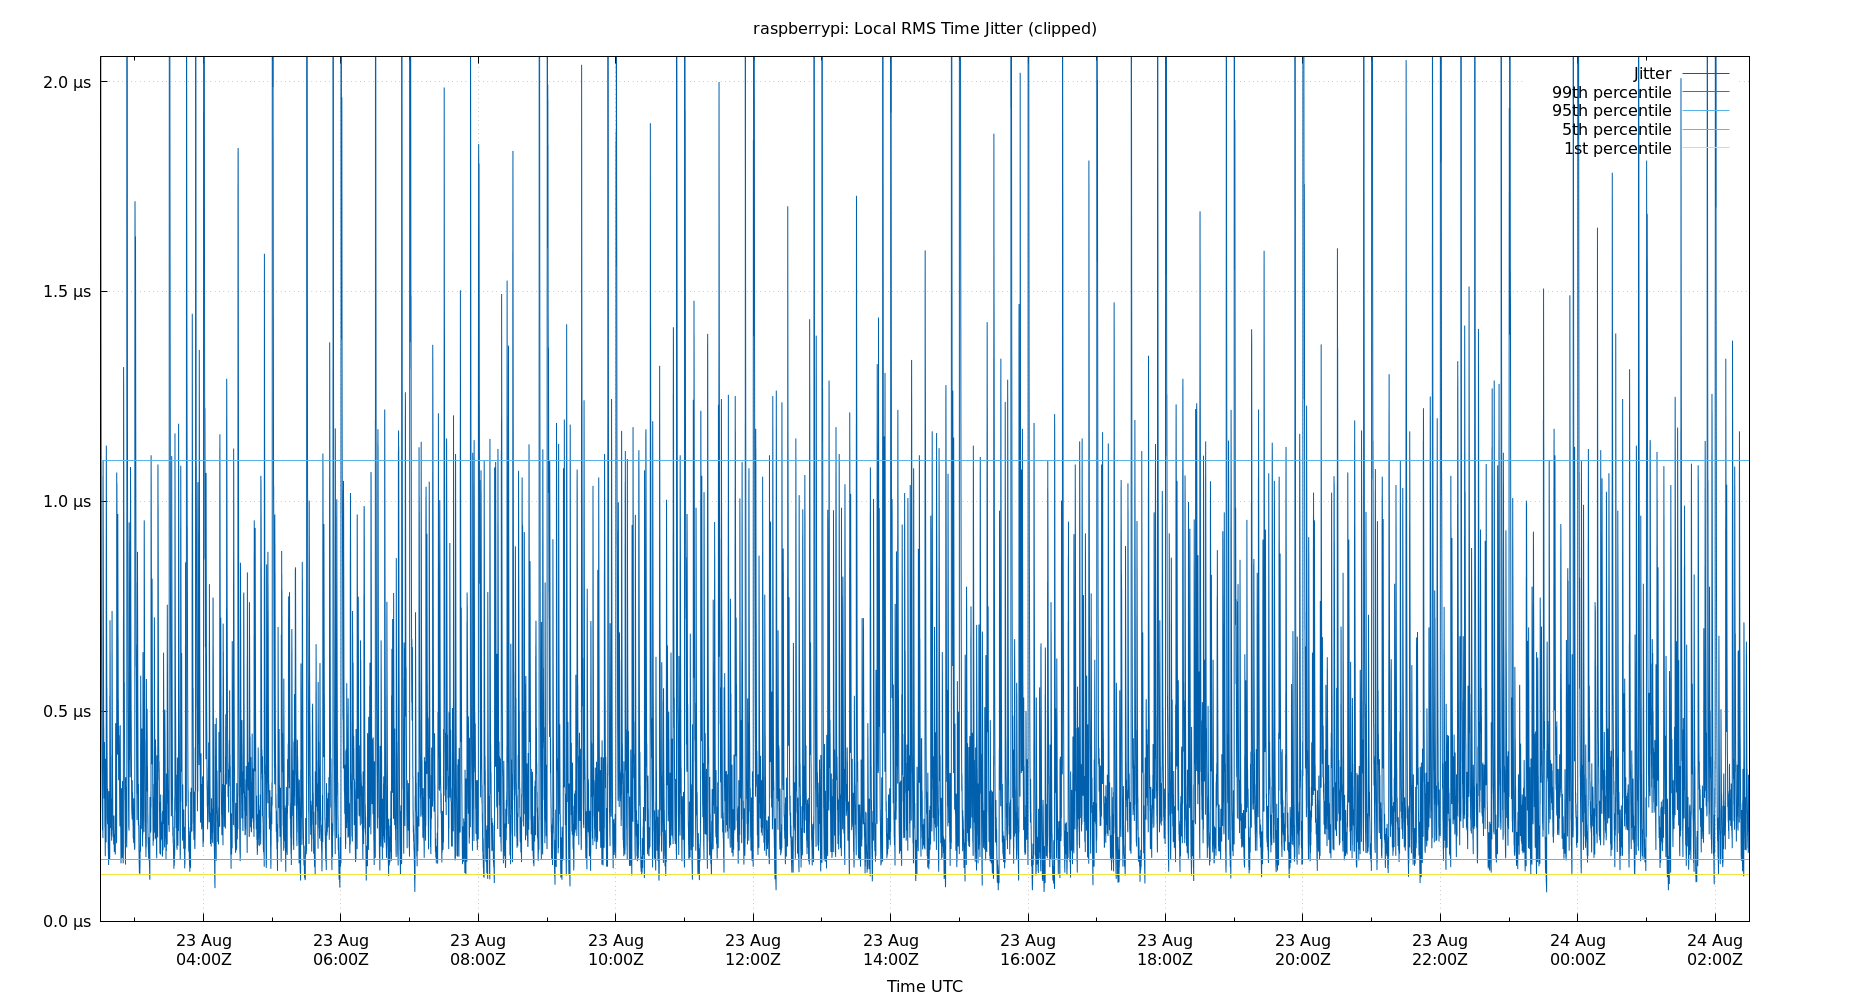 raspberrypi: Local RMS Time Jitter (clipped)
2.0 µs
1.5 µs
1.0 µs
0.5 µs
0.0 µs
Jitter
99th percentile
95th percentile
5th percentile
1st percentile
23 Aug 23 Aug 23 Aug 23 Aug 23 Aug 23 Aug 23 Aug 23 Aug 23 Aug 23 Aug 24 Aug 24 Aug
04:00Z 06:00Z 08:00Z 10:00Z 12:00Z 14:00Z 16:00Z 18:00Z 20:00Z 22:00Z 00:00Z 02:00Z
Time UTC